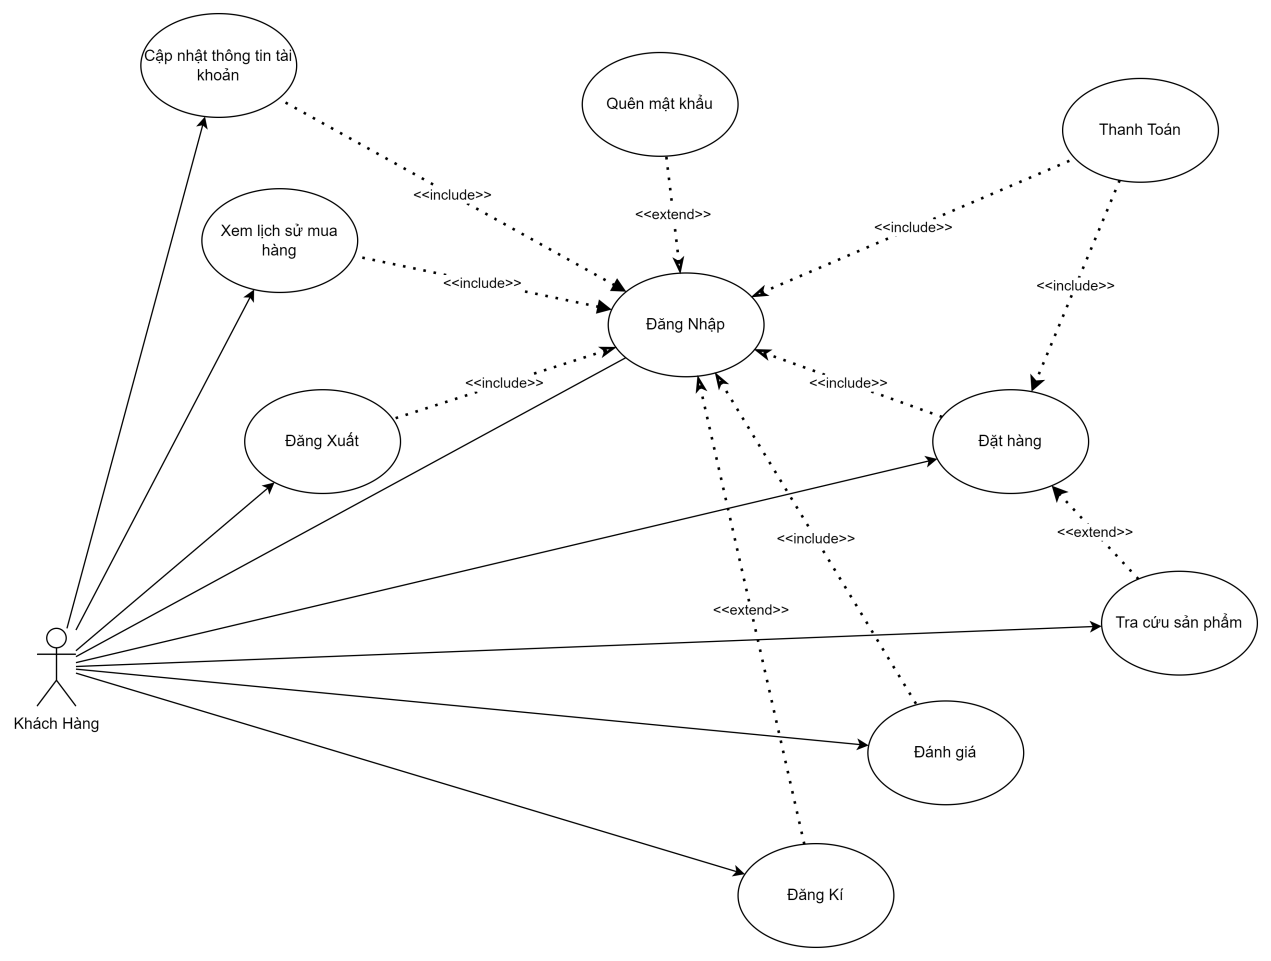 Cập nhật thông tin tài
khoản
Quên mật khẩu
Thanh Toán
<<include>>
<<extend>>
<<include>>
Xem lịch sử mua
hàng
<<include>>
<<include>>
Đăng Nhập
<<include>>
<<include>>
Đăng Xuất
Đặt hàng
<<extend>>
<<include>>
<<extend>>
Tra cứu sản phẩm
Khách Hàng
Đánh giá
Đăng Kí